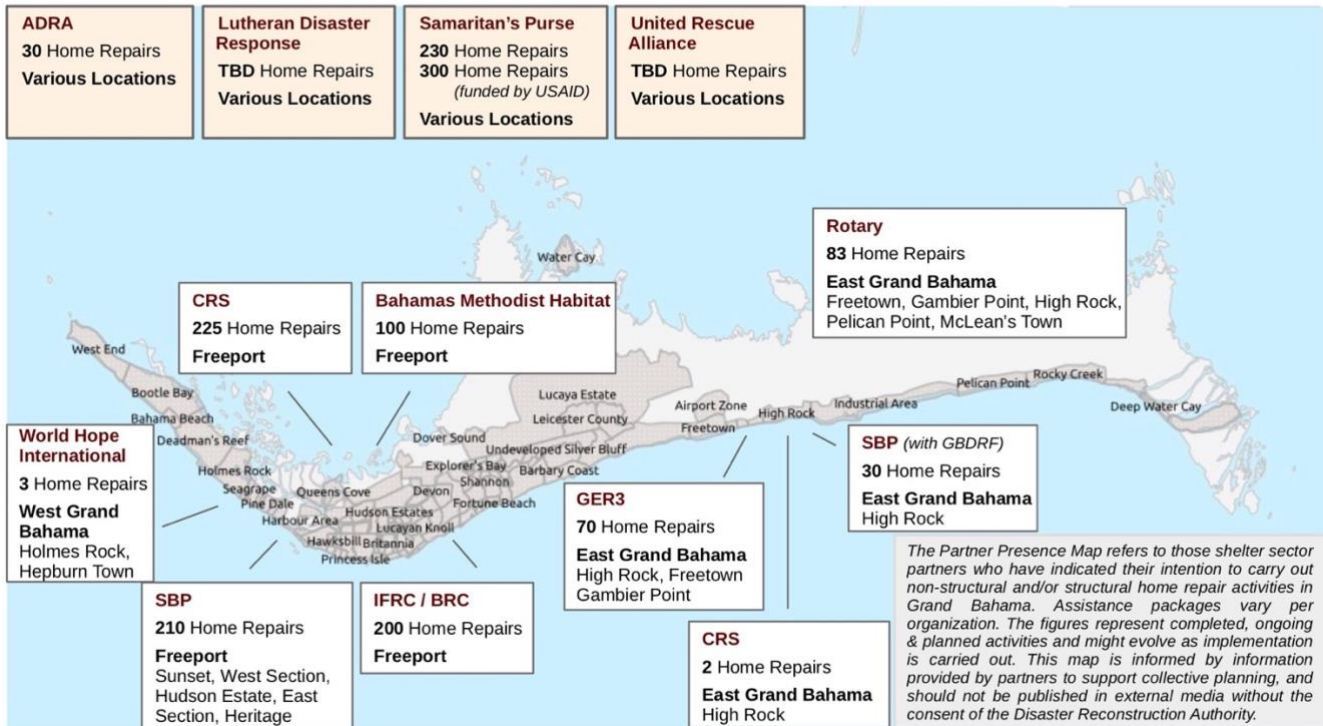 ADRA
30 Home Repairs
Various Locations
Lutheran Disaster
Response
TBD Home Repairs
Various Locations
Samaritan's Purse
230 Home Repairs
300 Home Repairs
(funded by USAID)
Various Locations
United Rescue
Alliance
TBD Home Repairs
Various Locations
Rotary
83 Home Repairs
East Grand Bahama
Freetown, Gambier Point, High Rock,
Pelican Point, McLean's Town
Water Cay
CRS
225 Home Repairs
Freeport
Bahamas Methodist Habitat
100 Home Repairs
Freeport
West End
Bootle Bay
Bahama Beach
Deadman's Reef
Holmes Rock
Seagrape
Pine Dale
Harbour Area
Queens Cove
Hawksbill
Britannia
Princess Isle
Hudson Estates
Lucayan Knoll
Devon
Dover Sound
Explorer's Bay
Shannon
Fortune Beach
Barbary Coast
Undeveloped Silver Bluff
Leicester County
Lucaya Estate
Airport Zone
Freetown
High Rock
Industrial Area
Pelican Point
Rocky Creek
Deep Water Cay
World Hope
International
3 Home Repairs
West Grand
Bahama
Holmes Rock,
Hepburn Town
SBP
210 Home Repairs
Freeport
Sunset, West Section,
Hudson Estate, East
Section, Heritage
IFRC / BRC
200 Home Repairs
Freeport
GER3
70 Home Repairs
East Grand Bahama
High Rock, Freetown
Gambier Point
CRS
2 Home Repairs
East Grand Bahama
High Rock
SBP (with GBDRF)
30 Home Repairs
East Grand Bahama
High Rock
The Partner Presence Map refers to those shelter sector
partners who have indicated their intention to carry out
non-structural and/or structural home repair activities in
Grand Bahama. Assistance packages vary per
organization. The figures represent completed, ongoing
& planned activities and might evolve as implementation
is carried out. This map is informed by information
provided by partners to support collective planning, and
should not be published in external media without the
consent of the Disaster Reconstruction Authority.